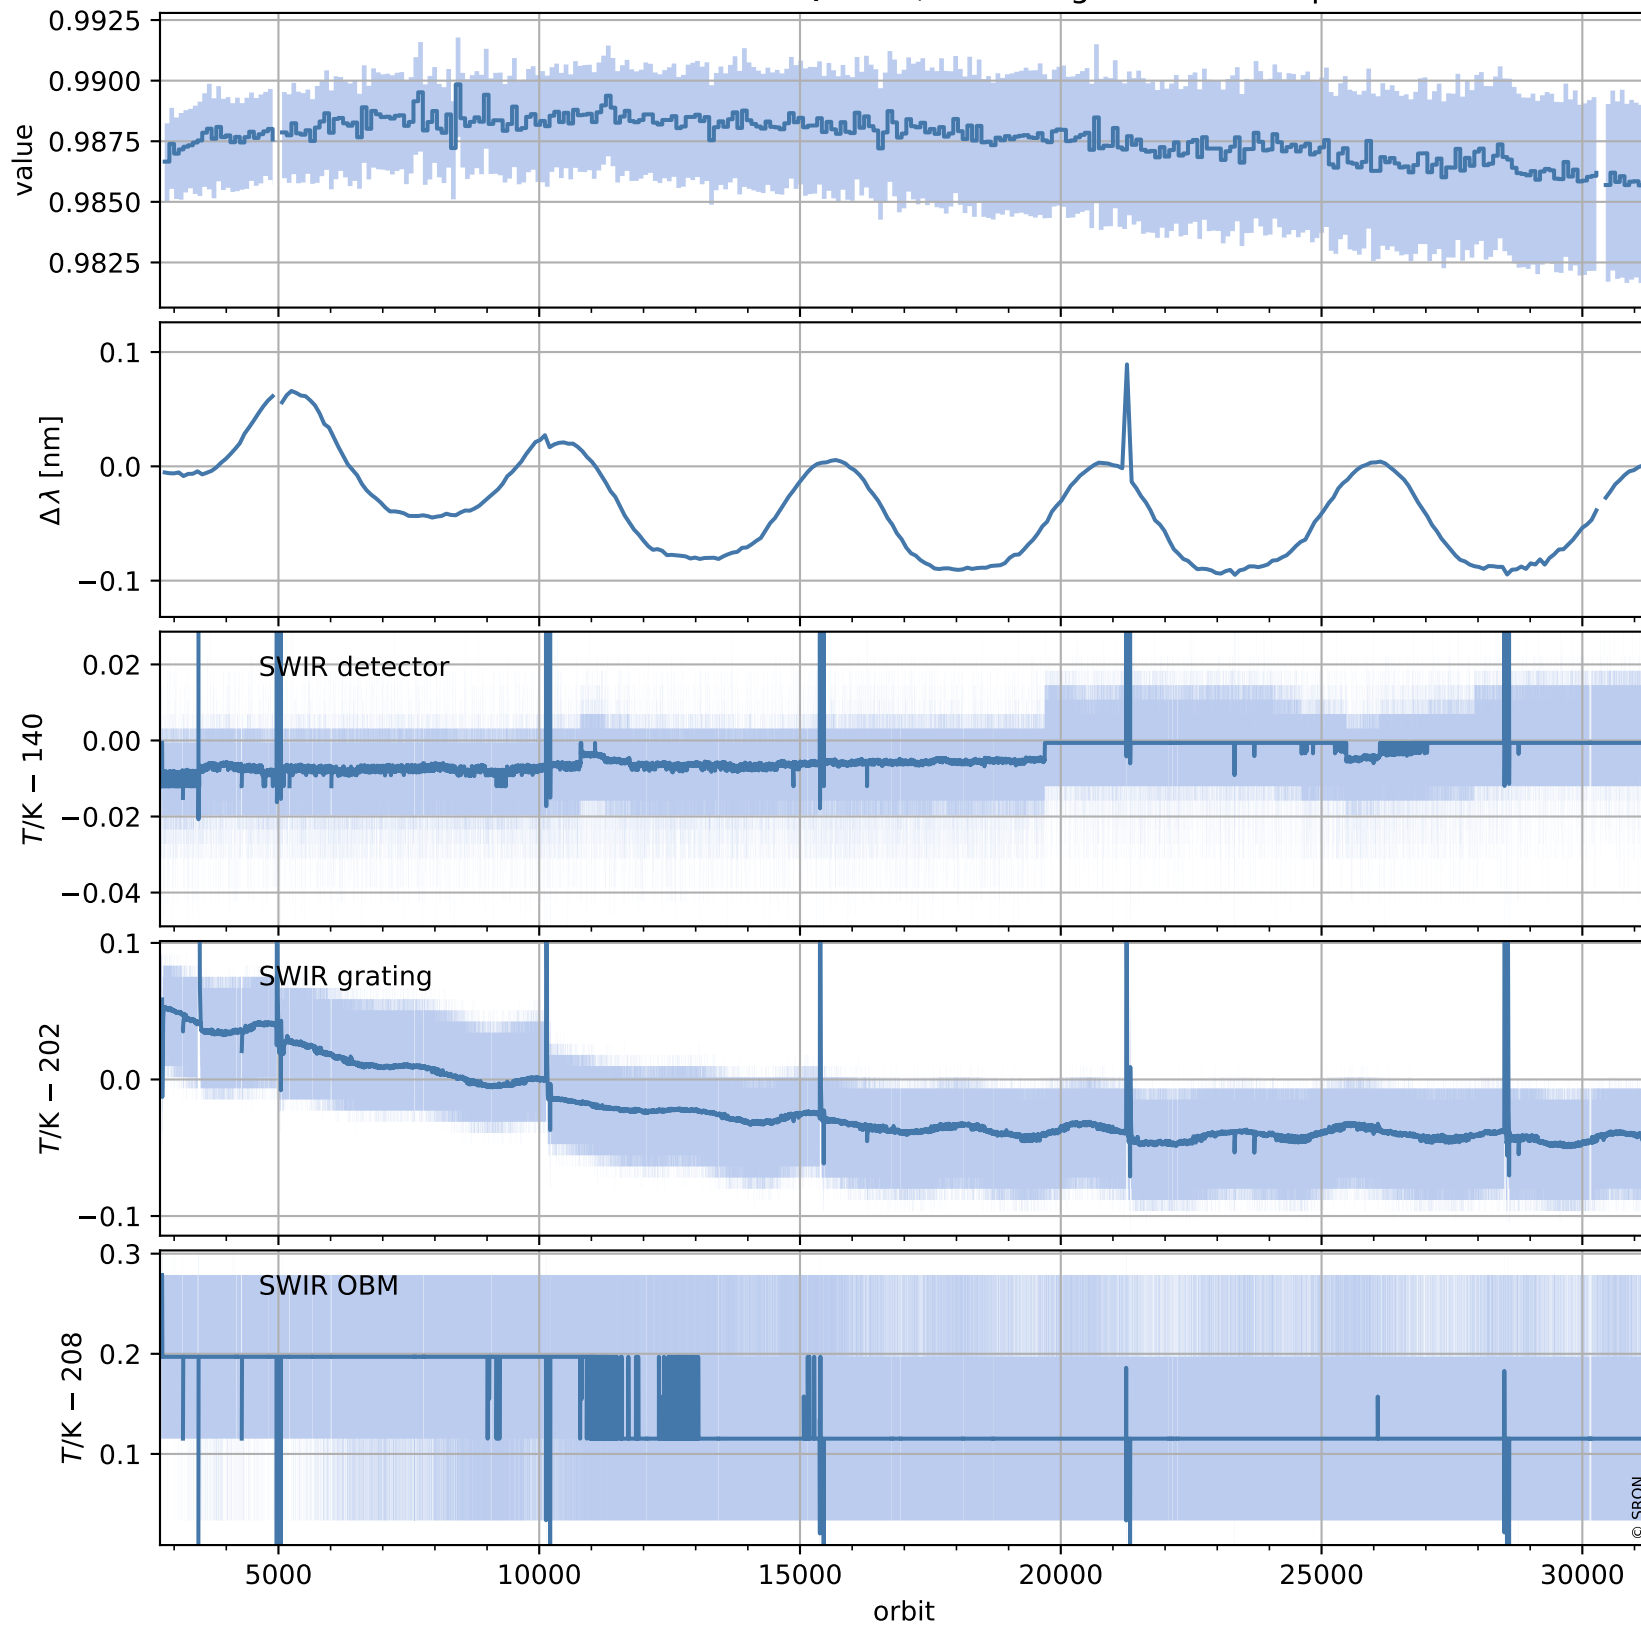 0.9925
0.9900
0.9875
0.9850
0.9825
value
0.1
0.0
−0.1
Δλ [nm]
SWIR detector
0.02
0.00
−0.02
−0.04
T/K − 140
SWIR grating
0.1
0.0
−0.1
T/K − 202
SWIR OBM
0.3
0.2
0.1
T/K − 208
© SRON
5000 10000 15000 20000 25000 30000
orbit